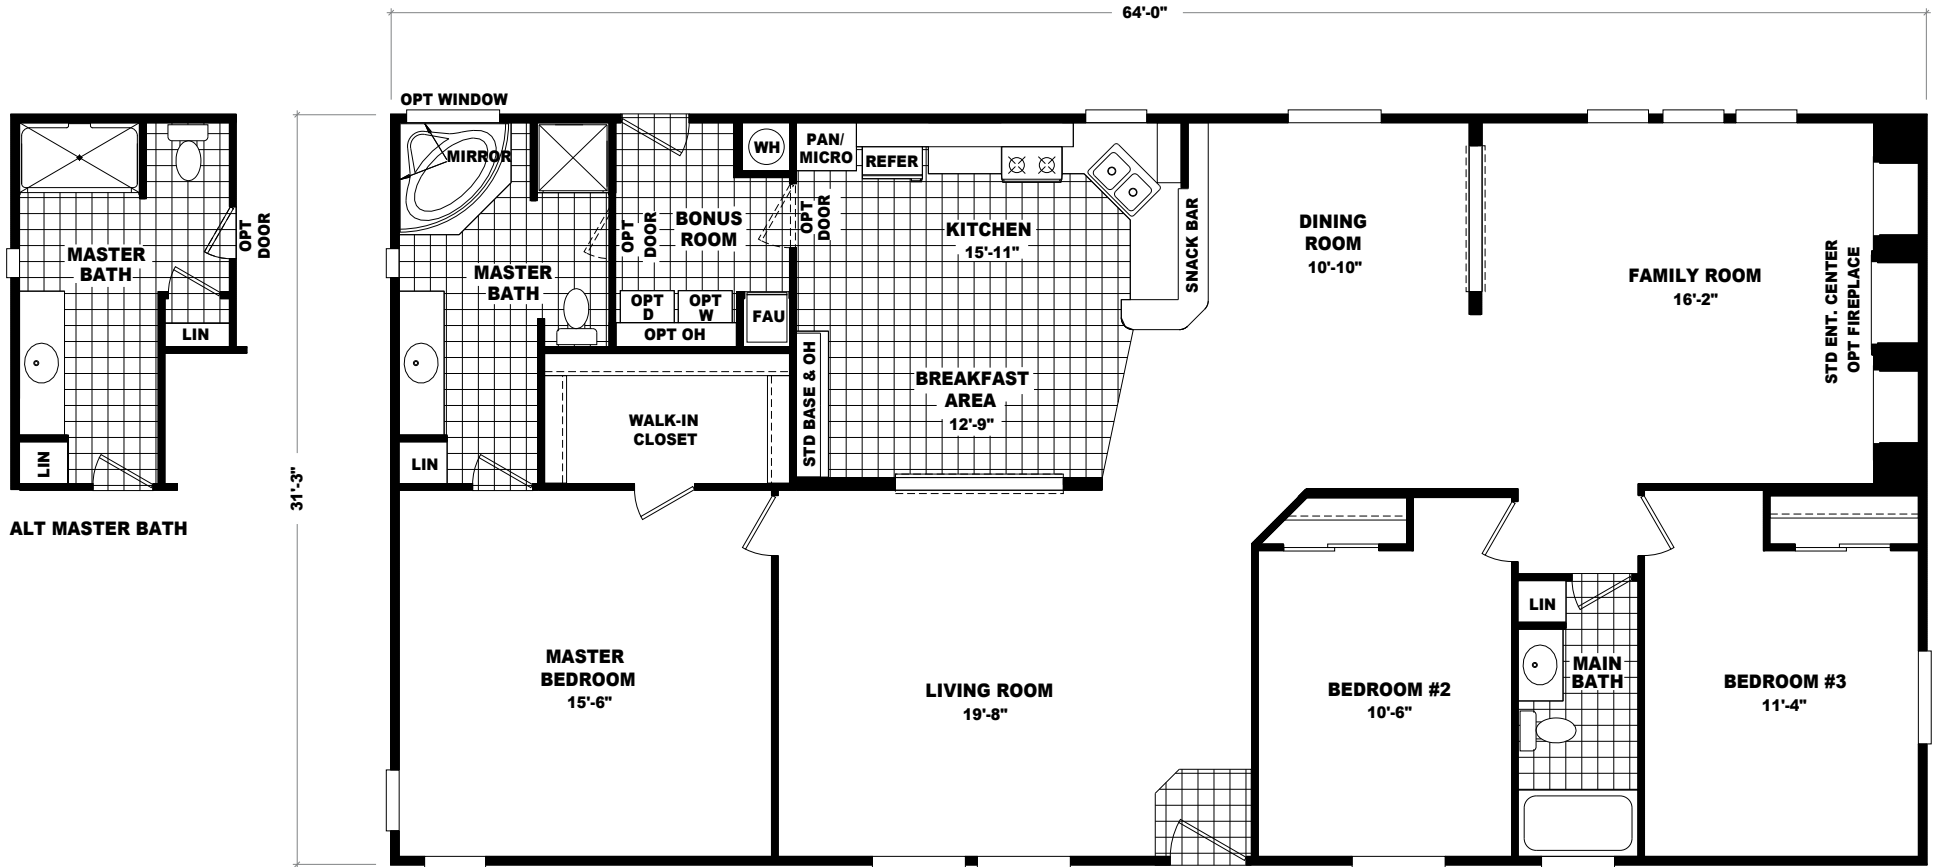 64'-0"
OPT WINDOW
MIRROR
WH
PAN/
MICRO
REFER
OPT
DOOR
MASTER
BATH
LIN
LIN
ALT MASTER BATH
31'-3"
MASTER
BATH
OPT
DOOR
BONUS
ROOM
OPT
DOOR
OPT
D
OPT
W
OPT OH
FAU
KITCHEN
15'-11"
SNACK BAR
DINING
ROOM
10'-10"
FAMILY ROOM
16'-2"
STD ENT. CENTER
OPT FIREPLACE
STD BASE & OH
BREAKFAST
AREA
12'-9"
WALK-IN
CLOSET
LIN
MASTER
BEDROOM
15'-6"
LIVING ROOM
19'-8"
BEDROOM #2
10'-6"
LIN
MAIN
BATH
BEDROOM #3
11'-4"